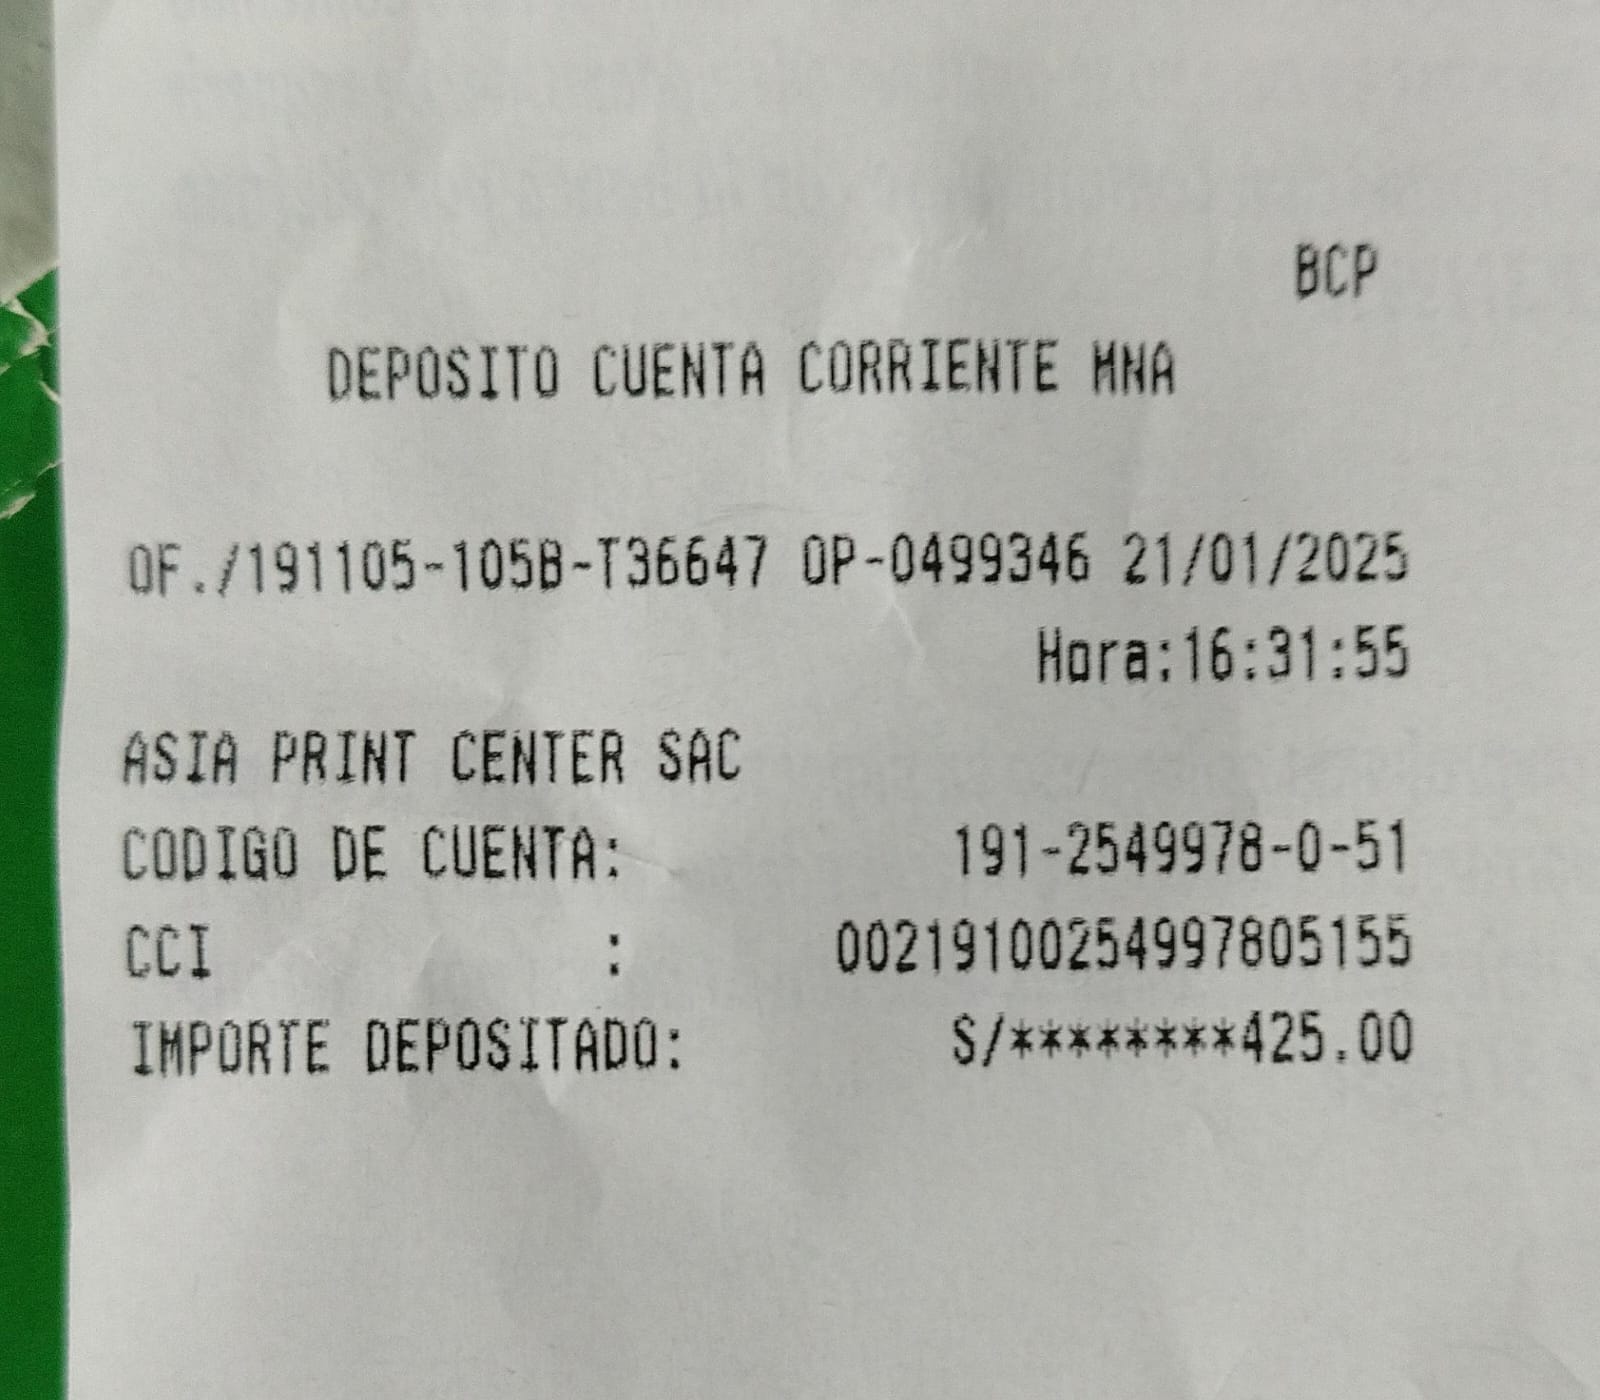 BCP
DEPOSITO CUENTA CORRIENTE MNA
OF./191105-105B-T36647 OP-0499346 21/01/2025
Hora:16:31:55
ASIA PRINT CENTER SAC
CODIGO DE CUENTA: 191-2549978-0-51
CCI : 00219100254997805155
IMPORTE DEPOSITADO: S/********425.00